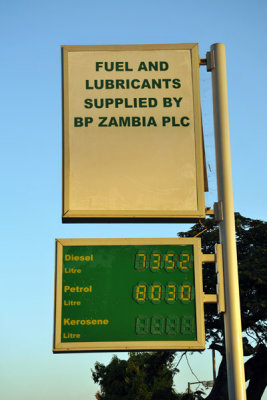 FUEL AND
LUBRICANTS
SUPPLIED BY
BP ZAMBIA PLC
Diesel 7352
Litre
Petrol 8030
Litre
Kerosene
Litre